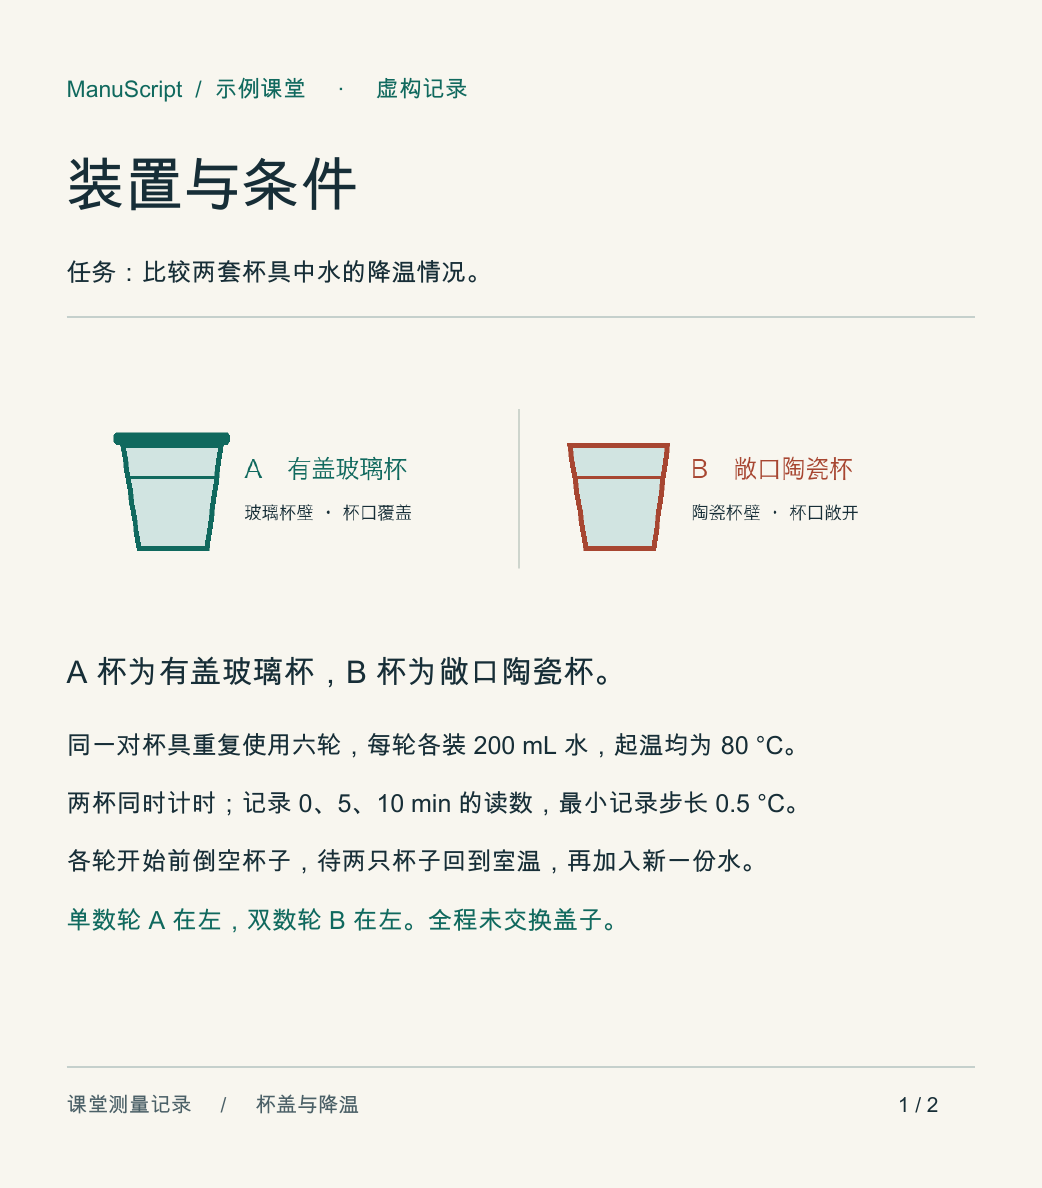 ManuScript / 示例课堂 · 虚构记录
装置与条件
任务：比较两套杯具中水的降温情况。
A 有盖玻璃杯
玻璃杯壁 · 杯口覆盖
B 敞口陶瓷杯
陶瓷杯壁 · 杯口敞开
A 杯为有盖玻璃杯，B 杯为敞口陶瓷杯。
同一对杯具重复使用六轮，每轮各装 200 mL 水，起温均为 80 °C。
两杯同时计时；记录 0、5、10 min 的读数，最小记录步长 0.5 °C。
各轮开始前倒空杯子，待两只杯子回到室温，再加入新一份水。
单数轮 A 在左，双数轮 B 在左。全程未交换盖子。
课堂测量记录 / 杯盖与降温
1 / 2